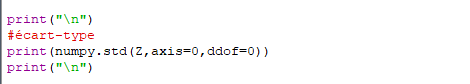 print("\n")
#écart-type
print(numpy.std(Z,axis=0,ddof=0))
print("\n")